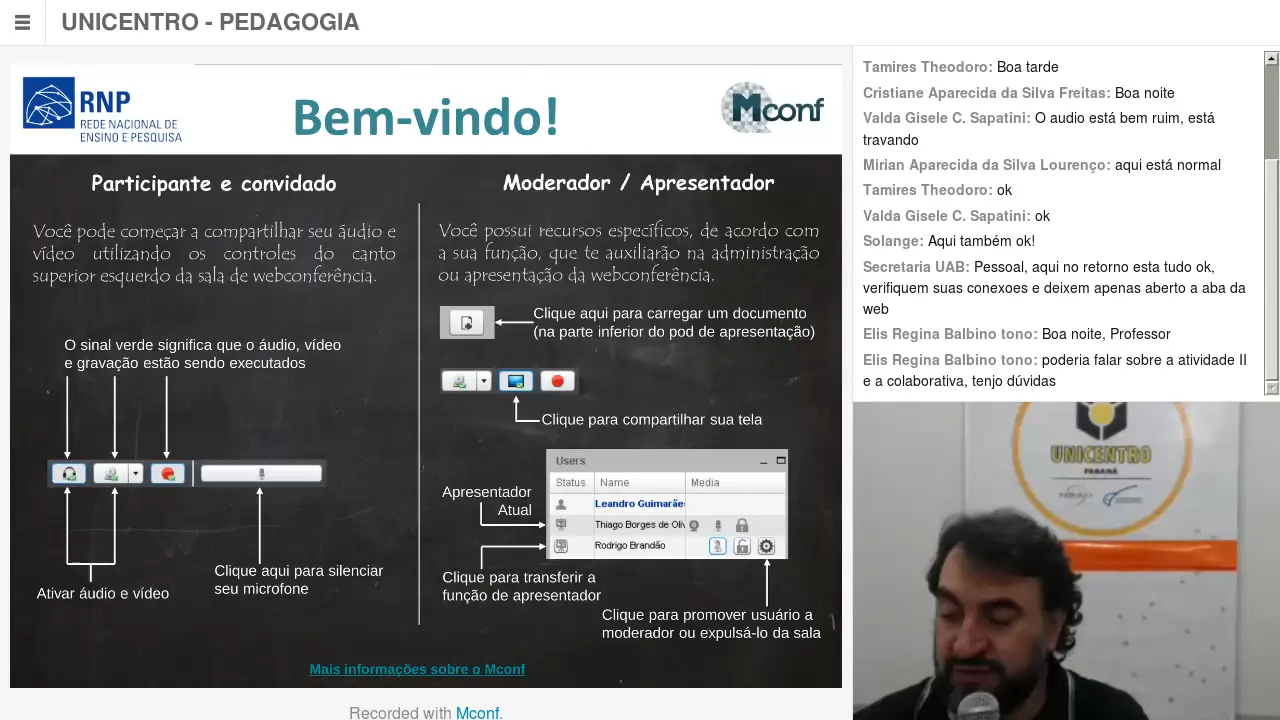 UNICENTRO - PEDAGOGIA
RNP
REDE NACIONAL DE
ENSINO E PESQUISA
Bem-vindo!
Mconf
Participante e convidado
Você pode começar a compartilhar seu áudio e
vídeo utilizando os controles do canto
superior esquerdo da sala de webconferência.
O sinal verde significa que o áudio, vídeo
e gravação estão sendo executados
Ativar áudio e vídeo
Clique aqui para silenciar
seu microfone
Moderador / Apresentador
Você possui recursos específicos, de acordo com
a sua função, que te auxiliarão na administração
ou apresentação da webconferência.
Clique aqui para carregar um documento
(na parte inferior do pod de apresentação)
Clique para compartilhar sua tela
Users
Status Name Media
Leandro Guimarães
Thiago Borges de Oliv
Rodrigo Brandão
Apresentador
Atual
Clique para transferir a
função de apresentador
Clique para promover usuário a
moderador ou expulsá-lo da sala
Mais informações sobre o Mconf
Recorded with Mconf.
Tamires Theodoro: Boa tarde
Cristiane Aparecida da Silva Freitas: Boa noite
Valda Gisele C. Sapatini: O audio está bem ruim, está
travando
Mirian Aparecida da Silva Lourenço: aqui está normal
Tamires Theodoro: ok
Valda Gisele C. Sapatini: ok
Solange: Aqui também ok!
Secretaria UAB: Pessoal, aqui no retorno esta tudo ok,
verifiquem suas conexoes e deixem apenas aberto a aba da
web
Elis Regina Balbino tono: Boa noite, Professor
Elis Regina Balbino tono: poderia falar sobre a atividade II
e a colaborativa, tenjo dúvidas
UNICENTRO
PARANÁ